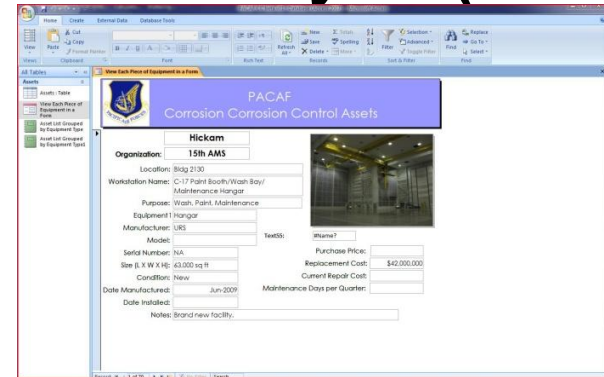 Home Create External Data Database Tools
View
Paste
Cut
Copy
Format Painter
Refresh All
New
Save
Delete
Totals
Spelling
More
Filter
Selection
Advanced
Toggle Filter
Find
Replace
Go To
Select
Views Clipboard Font Rich Text Records Sort & Filter Find
All Tables
View Each Piece of Equipment in a Form
Assets
Assets : Table
View Each Piece of
Equipment in a
Form
Asset List Grouped
by Equipment Type
Asset List Grouped
by Equipment Type1
PACIFIC AIR FORCES
PACAF
Corrosion Corrosion Control Assets
Hickam
Organization: 15th AMS
Location: Bldg 2130
Workstation Name: C-17 Paint Booth/Wash Bay/
Maintenance Hangar
Purpose: Wash, Paint, Maintenance
Equipment Hangar
Manufacturer: URS
Model:
Text55: #Name?
Serial Number: NA
Purchase Price:
Size (L X W X H): 63,000 sq ft
Replacement Cost: $42,000,000
Condition: New
Current Repair Cost:
Date Manufactured: Jun-2009
Maintenance Days per Quarter:
Date Installed:
Notes: Brand new facility.
Search